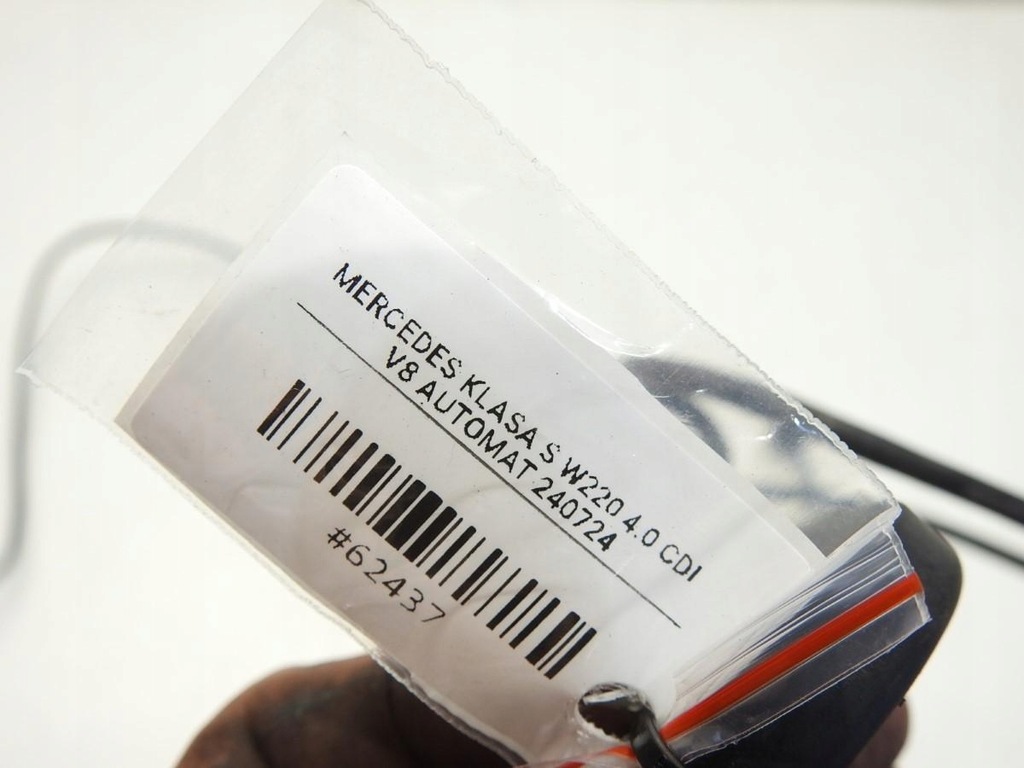 MERCEDES KLASA S W220 4.0 CDI
V8 AUTOMAT 240724
#62437